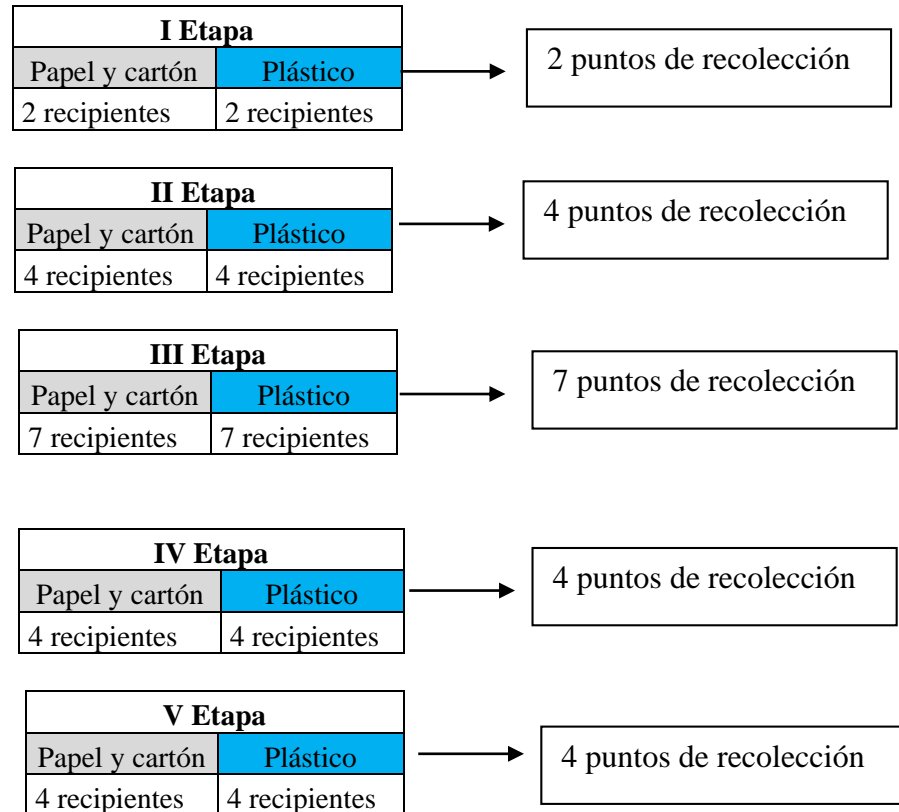 I Etapa
Papel y cartón Plástico
2 recipientes 2 recipientes
2 puntos de recolección
II Etapa
Papel y cartón Plástico
4 recipientes 4 recipientes
4 puntos de recolección
III Etapa
Papel y cartón Plástico
7 recipientes 7 recipientes
7 puntos de recolección
IV Etapa
Papel y cartón Plástico
4 recipientes 4 recipientes
4 puntos de recolección
V Etapa
Papel y cartón Plástico
4 recipientes 4 recipientes
4 puntos de recolección